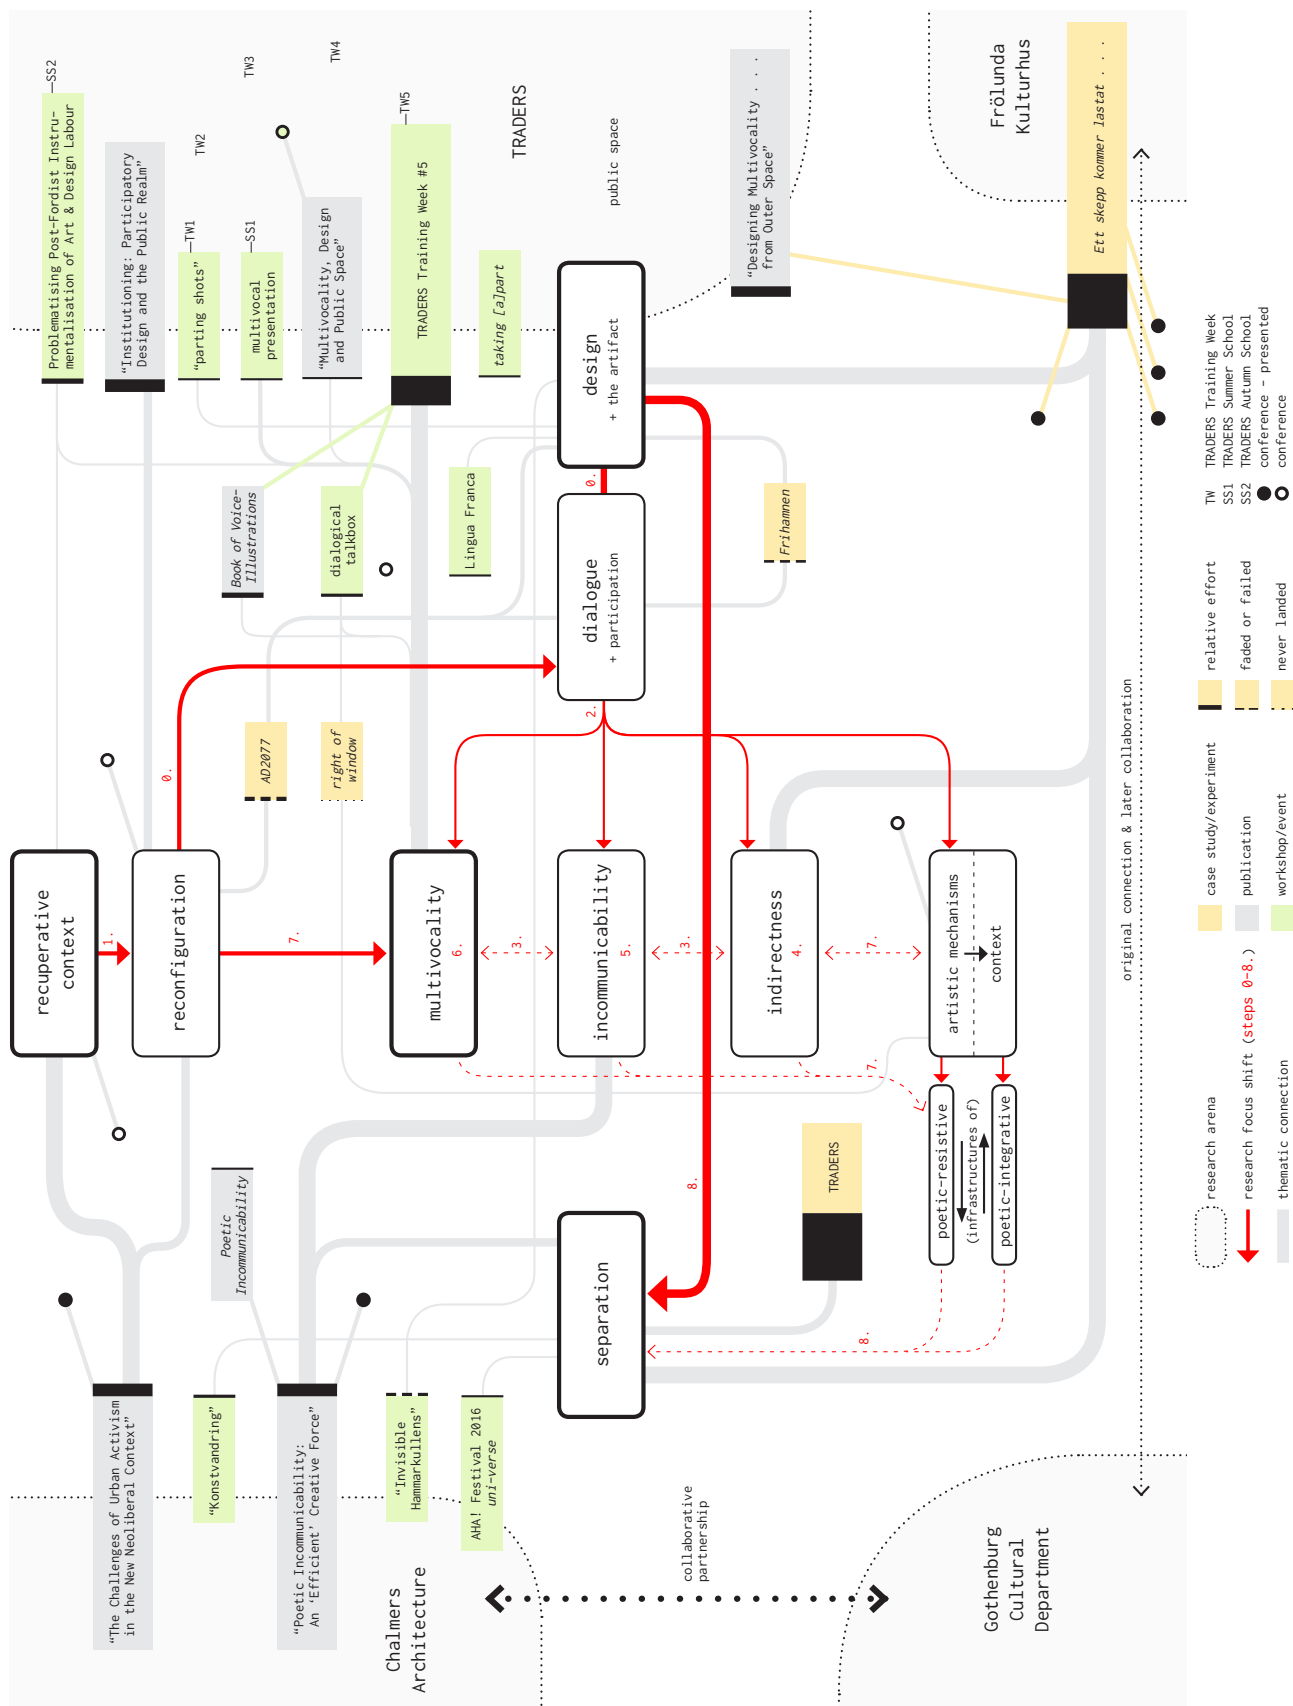 “The Challenges of Urban Activism
in the New Neoliberal Context”
“Konstvandring”
“Poetic Incommunicability:
An ‘Efficient’ Creative Force”
“Invisible
Hammarkullens”
AHA! Festival 2016
uni-verse
Chalmers
Architecture
collaborative
partnership
Gothenburg
Cultural
Department
Poetic
Incommunicability
separation
TRADERS
8.
8.
poetic-resistive
(infrastructures of)
poetic-integrative
recuperative
context
1.
reconfiguration
7.
0.
multivocality
6.
3.
incommunicability
5.
3.
indirectness
4.
7.
7.
artistic mechanisms
context
AD2077
right of
window
2.
dialogue
+ participation
0.
design
+ the artifact
Book of Voice-
Illustrations
dialogical
talkbox
Lingua Franca
Frihamnen
Problematising Post-Fordist Instru-
mentalisation of Art & Design Labour
—SS2
“Institutioning: Participatory
Design and the Public Realm”
“parting shots”
—TW1
TW2
multivocal
presentation
—SS1
TW3
“Multivocality, Design
and Public Space”
TW4
TRADERS Training Week #5
—TW5
taking [a]part
TRADERS
public space
“Designing Multivocality . . .
from Outer Space”
Frölunda
Kulturhus
Ett skepp kommer lastat . . .
original connection & later collaboration
research arena
research focus shift (steps 0-8.)
thematic connection
case study/experiment
publication
workshop/event
relative effort
faded or failed
never landed
TW TRADERS Training Week
SS1 TRADERS Summer School
SS2 TRADERS Autumn School
conference - presented
conference